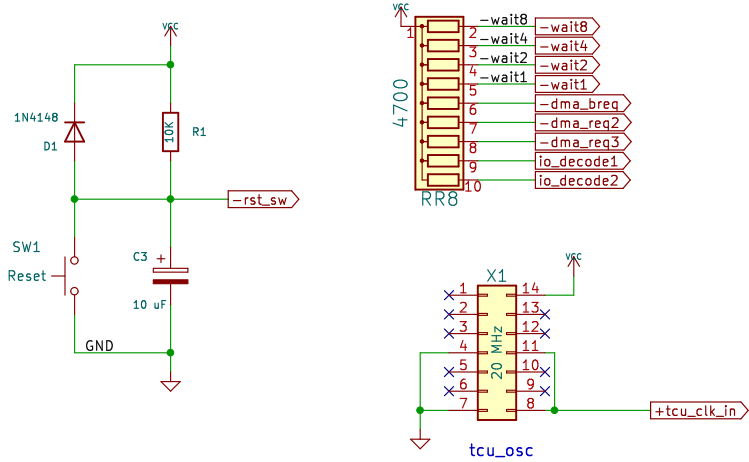 VCC
1N4148
D1
10K
R1
-rst_sw
SW1
Reset
C3
+
10 uF
GND
VCC
1
4700
RR8
-wait8
2
-wait8
-wait4
3
-wait4
-wait2
4
-wait2
-wait1
5
-wait1
6
-dma_breq
7
-dma_req2
8
-dma_req3
9
io_decode1
10
io_decode2
VCC
X1
20 MHz
1
14
2
13
3
12
4
11
5
10
6
9
7
8
+tcu_clk_in
tcu_osc